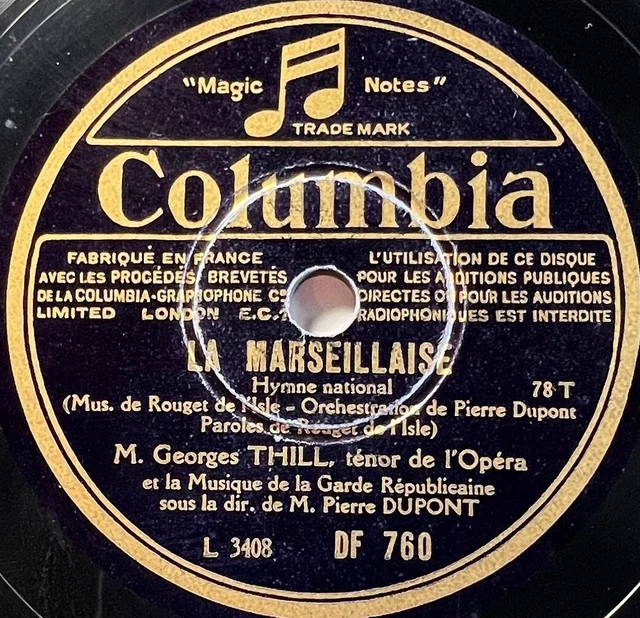 "Magic Notes"
TRADE MARK
Columbia
FABRIQUÉ EN FRANCE
AVEC LES PROCÉDÉS BREVETÉS
DE LA COLUMBIA-GRAPHOPHONE Cº
LIMITED LONDON E.C.1
L'UTILISATION DE CE DISQUE
POUR LES AUDITIONS PUBLIQUES
DIRECTES OU POUR LES AUDITIONS
RADIOPHONIQUES EST INTERDITE
LA MARSEILLAISE
Hymne national 78 T
(Mus. de Rouget de l'Isle - Orchestration de Pierre Dupont
Paroles de Rouget de l'Isle)
M. Georges THILL, ténor de l'Opéra
et la Musique de la Garde Républicaine
sous la dir. de M. Pierre DUPONT
L 3408 DF 760